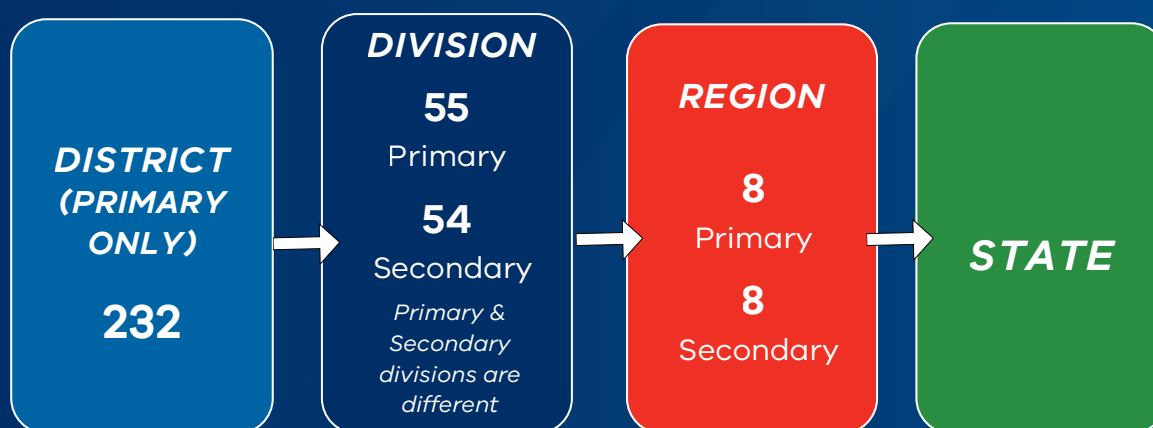 DISTRICT
(PRIMARY
ONLY)
232
DIVISION
55
Primary
54
Secondary
Primary &
Secondary
divisions are
different
REGION
8
Primary
8
Secondary
STATE